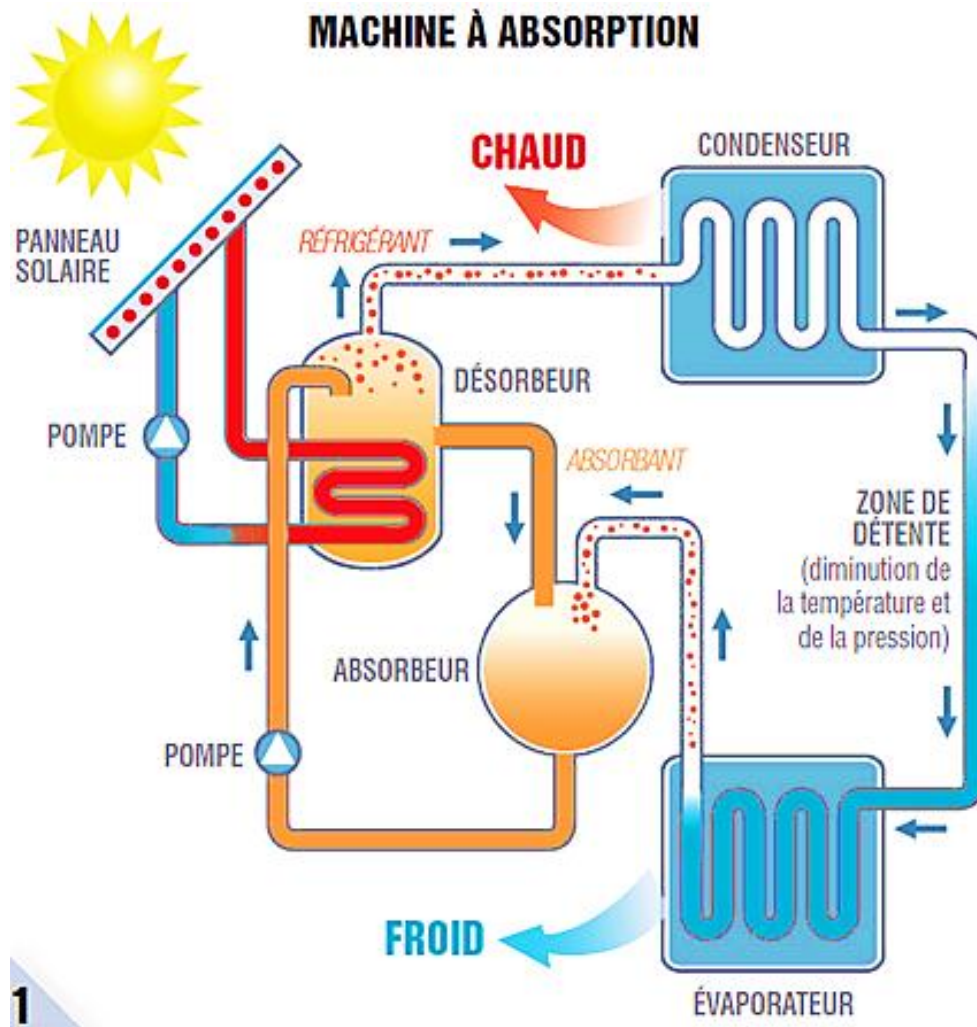 MACHINE À ABSORPTION
CHAUD
CONDENSEUR
PANNEAU
SOLAIRE
RÉFRIGÉRANT
DÉSORBEUR
POMPE
ABSORBANT
ZONE DE
DÉTENTE
(diminution de
la température et
de la pression)
ABSORBEUR
POMPE
FROID
ÉVAPORATEUR
1